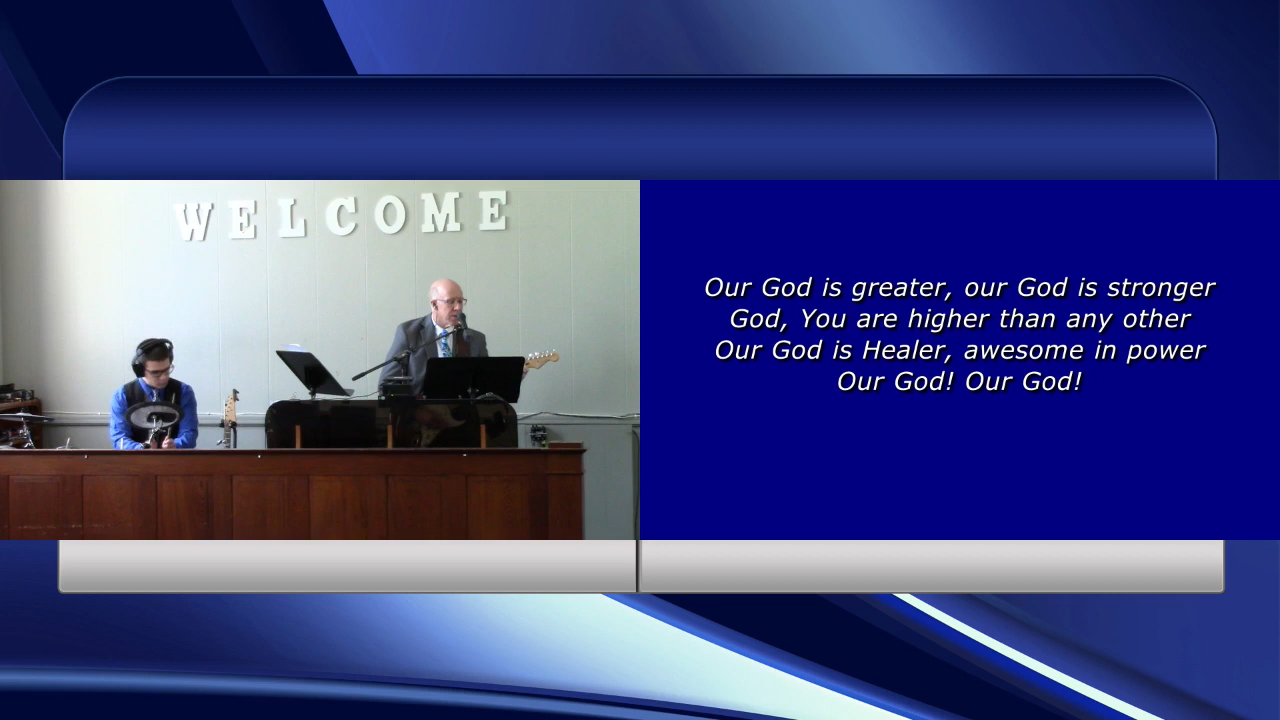 WELCOME
Our God is greater, our God is stronger
God, You are higher than any other
Our God is Healer, awesome in power
Our God! Our God!